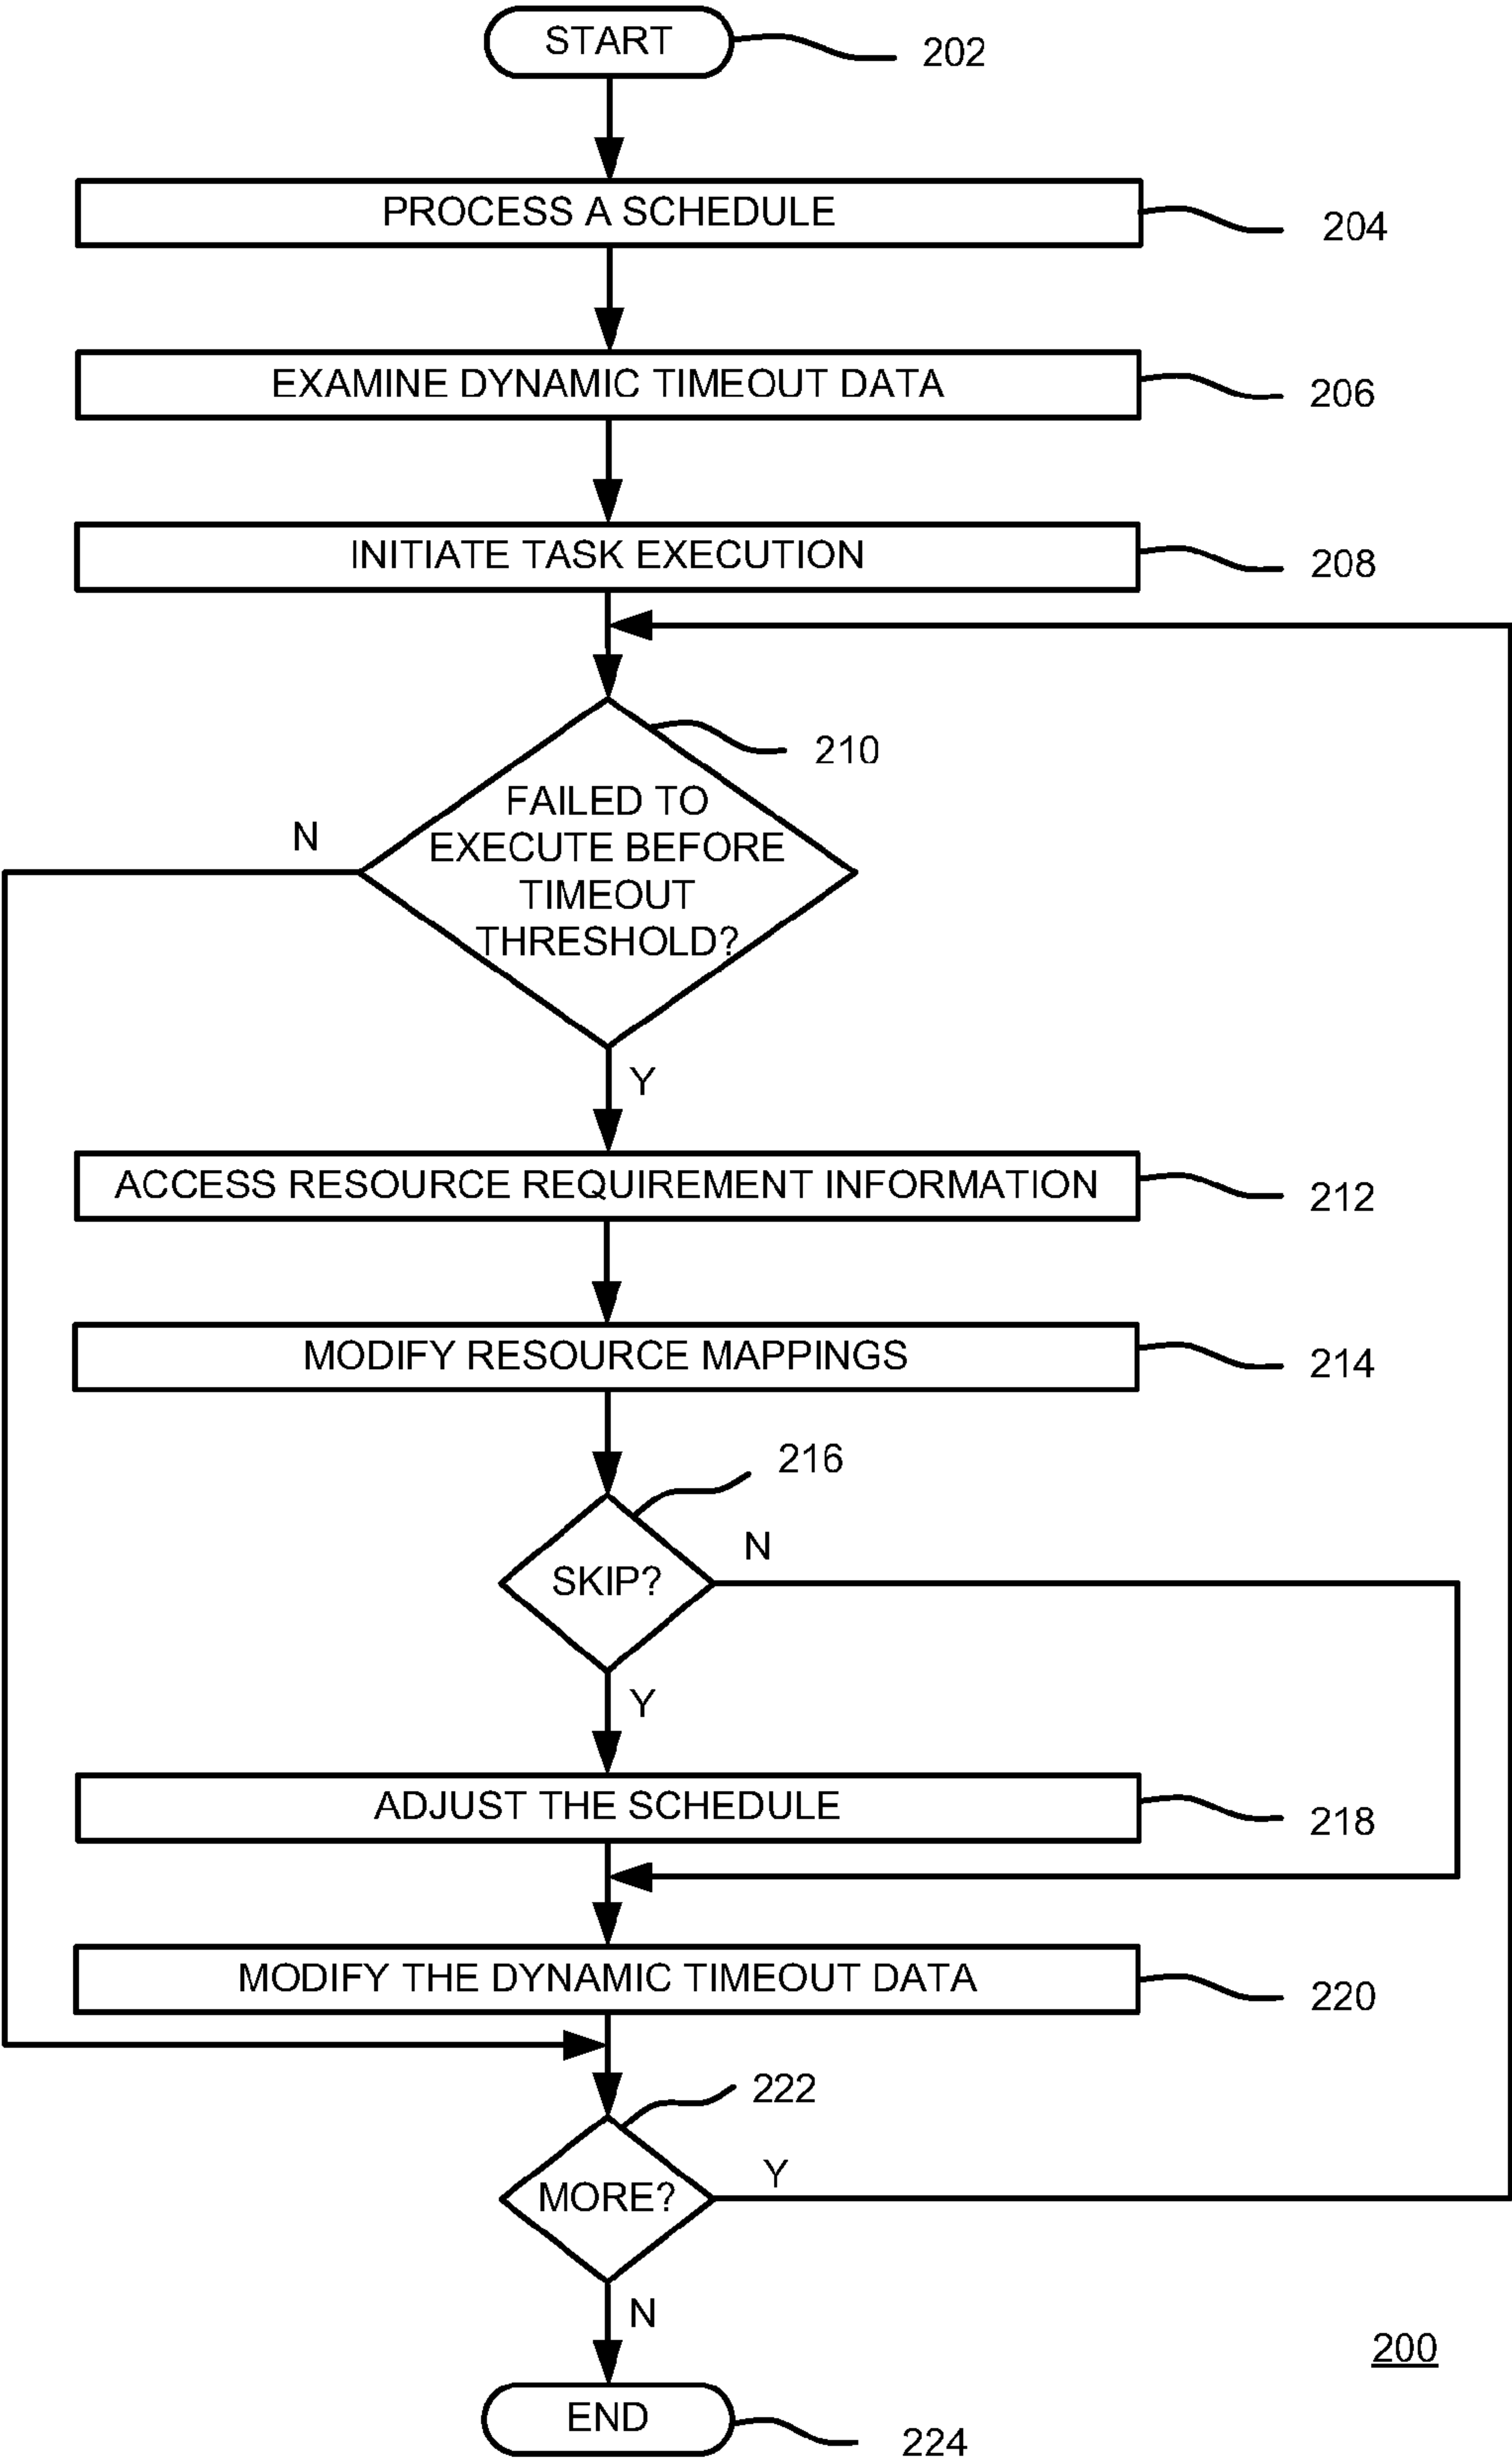 START
202
PROCESS A SCHEDULE
204
EXAMINE DYNAMIC TIMEOUT DATA
206
INITIATE TASK EXECUTION
208
210
FAILED TO
EXECUTE BEFORE
TIMEOUT
THRESHOLD?
N
Y
ACCESS RESOURCE REQUIREMENT INFORMATION
212
MODIFY RESOURCE MAPPINGS
214
216
SKIP?
N
Y
ADJUST THE SCHEDULE
218
MODIFY THE DYNAMIC TIMEOUT DATA
220
222
MORE?
Y
N
200
END
224